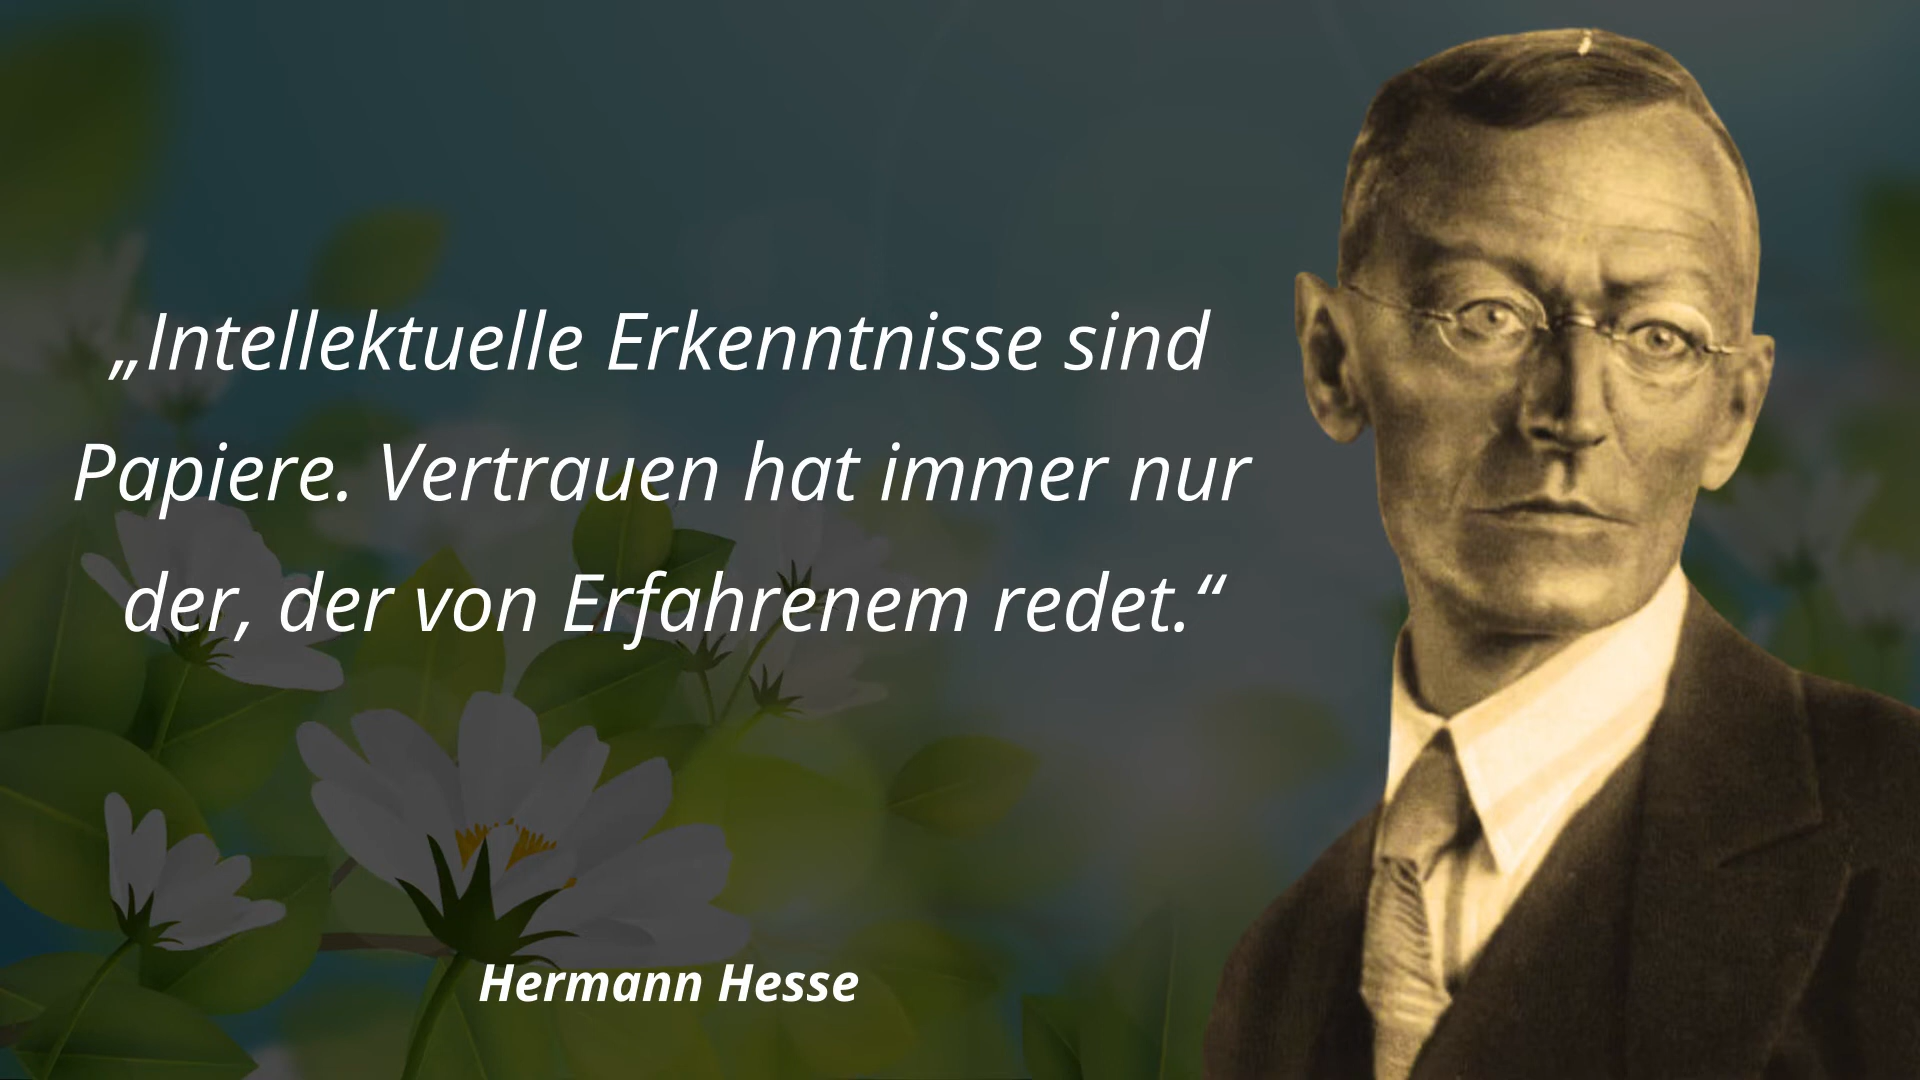 „Intellektuelle Erkenntnisse sind
Papiere. Vertrauen hat immer nur
der, der von Erfahrenem redet.“
Hermann Hesse